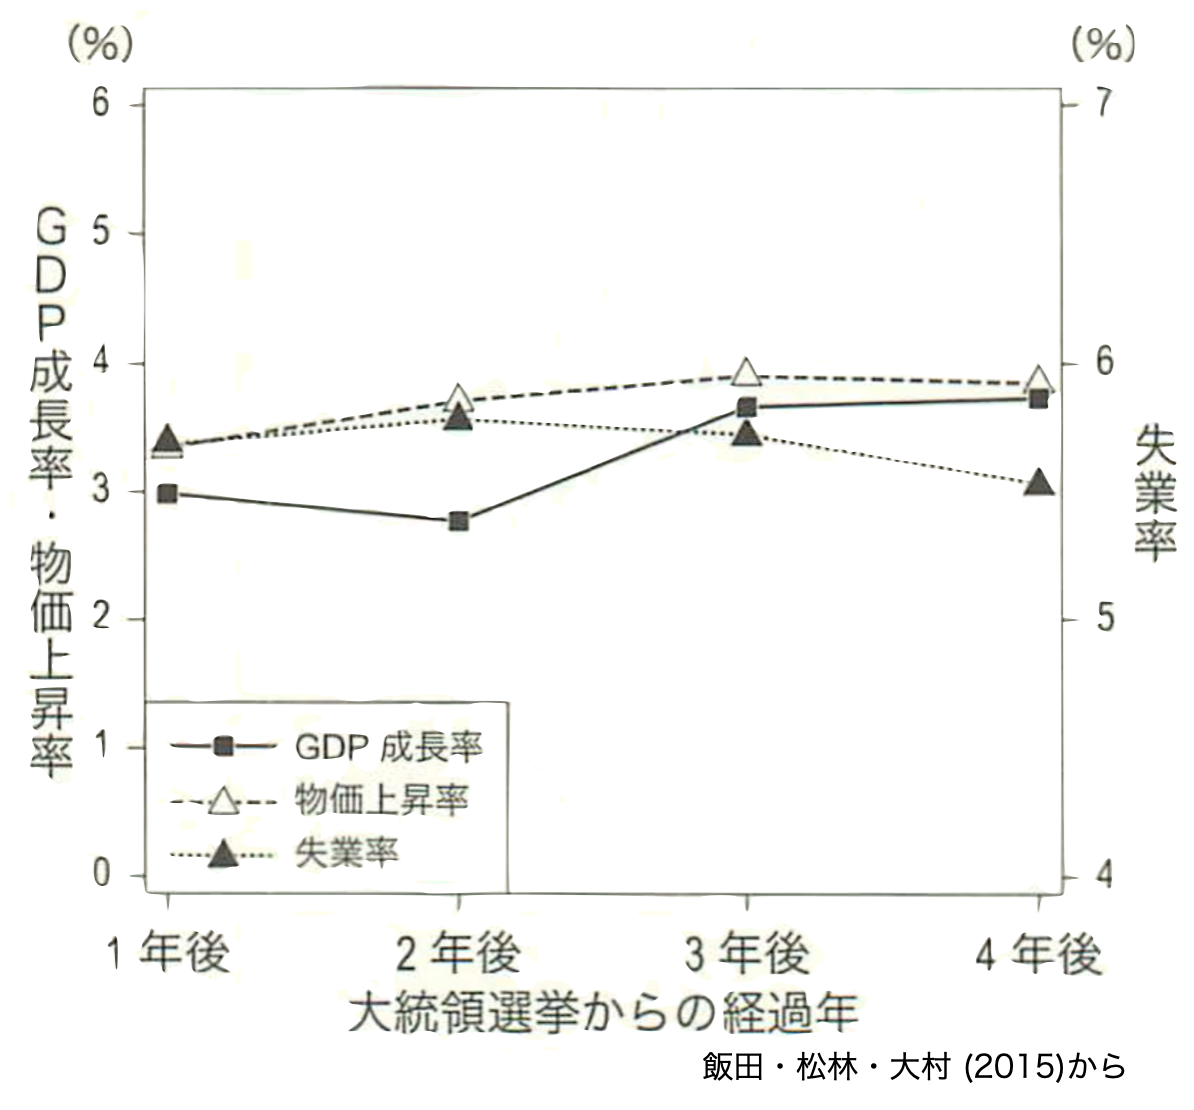 (%)
(%)
6
5
4
3
2
1
0
GDP成長率・物価上昇率
7
6
5
4
失業率
GDP 成長率
物価上昇率
失業率
1 年後
2 年後
3 年後
4 年後
大統領選挙からの経過年
飯田・松林・大村 (2015)から